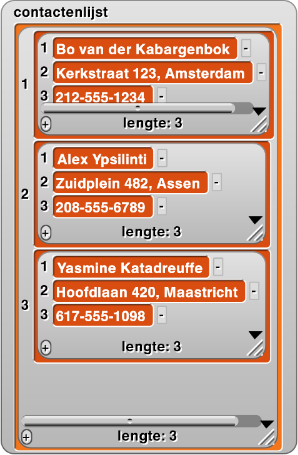 contactenlijst
1
1 Bo van der Kabargenbok -
2 Kerkstraat 123, Amsterdam -
3 212-555-1234 -
+ lengte: 3
2
1 Alex Ypsilinti -
2 Zuidplein 482, Assen -
3 208-555-6789 -
+ lengte: 3
3
1 Yasmine Katadreuffe -
2 Hoofdlaan 420, Maastricht -
3 617-555-1098 -
+ lengte: 3
+ lengte: 3